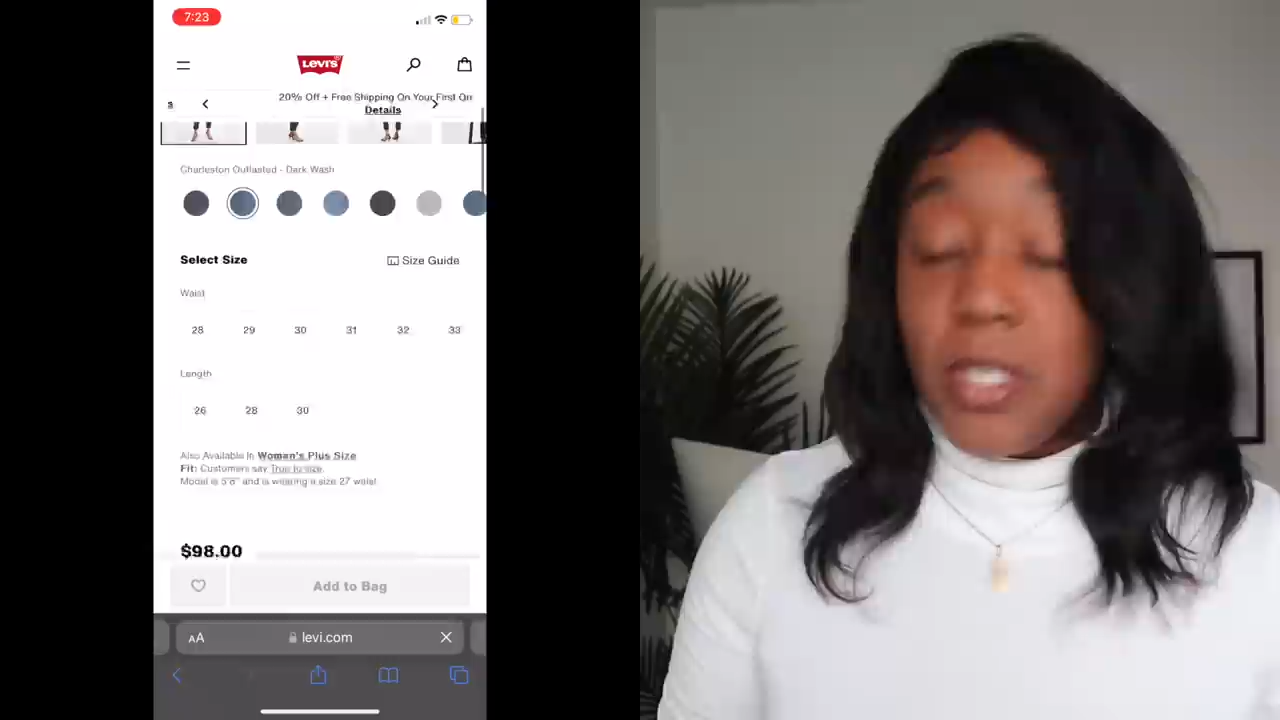 7:23
Levi's
20% Off + Free Shipping On Your First Or
s
Details
Charleston Outlasted - Dark Wash
Select Size
Size Guide
Waist
28 29 30 31 32 33
Length
26 28 30
Also Available In Women's Plus Size
Fit: Customers say True to size.
Model is 5'8" and is wearing a size 27 waist.
$98.00
Add to Bag
AA levi.com